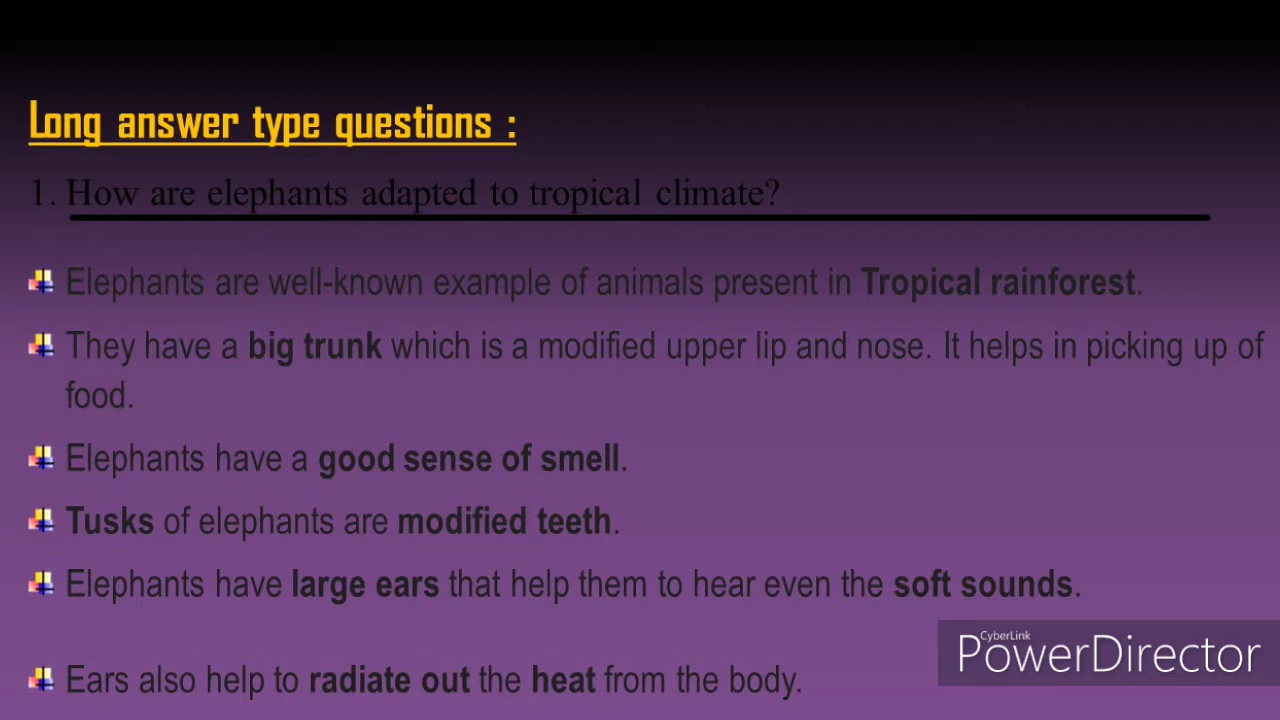 Long answer type questions :
1. How are elephants adapted to tropical climate?
Elephants are well-known example of animals present in Tropical rainforest.
They have a big trunk which is a modified upper lip and nose. It helps in picking up of
food.
Elephants have a good sense of smell.
Tusks of elephants are modified teeth.
Elephants have large ears that help them to hear even the soft sounds.
Ears also help to radiate out the heat from the body.
CyberLink
PowerDirector